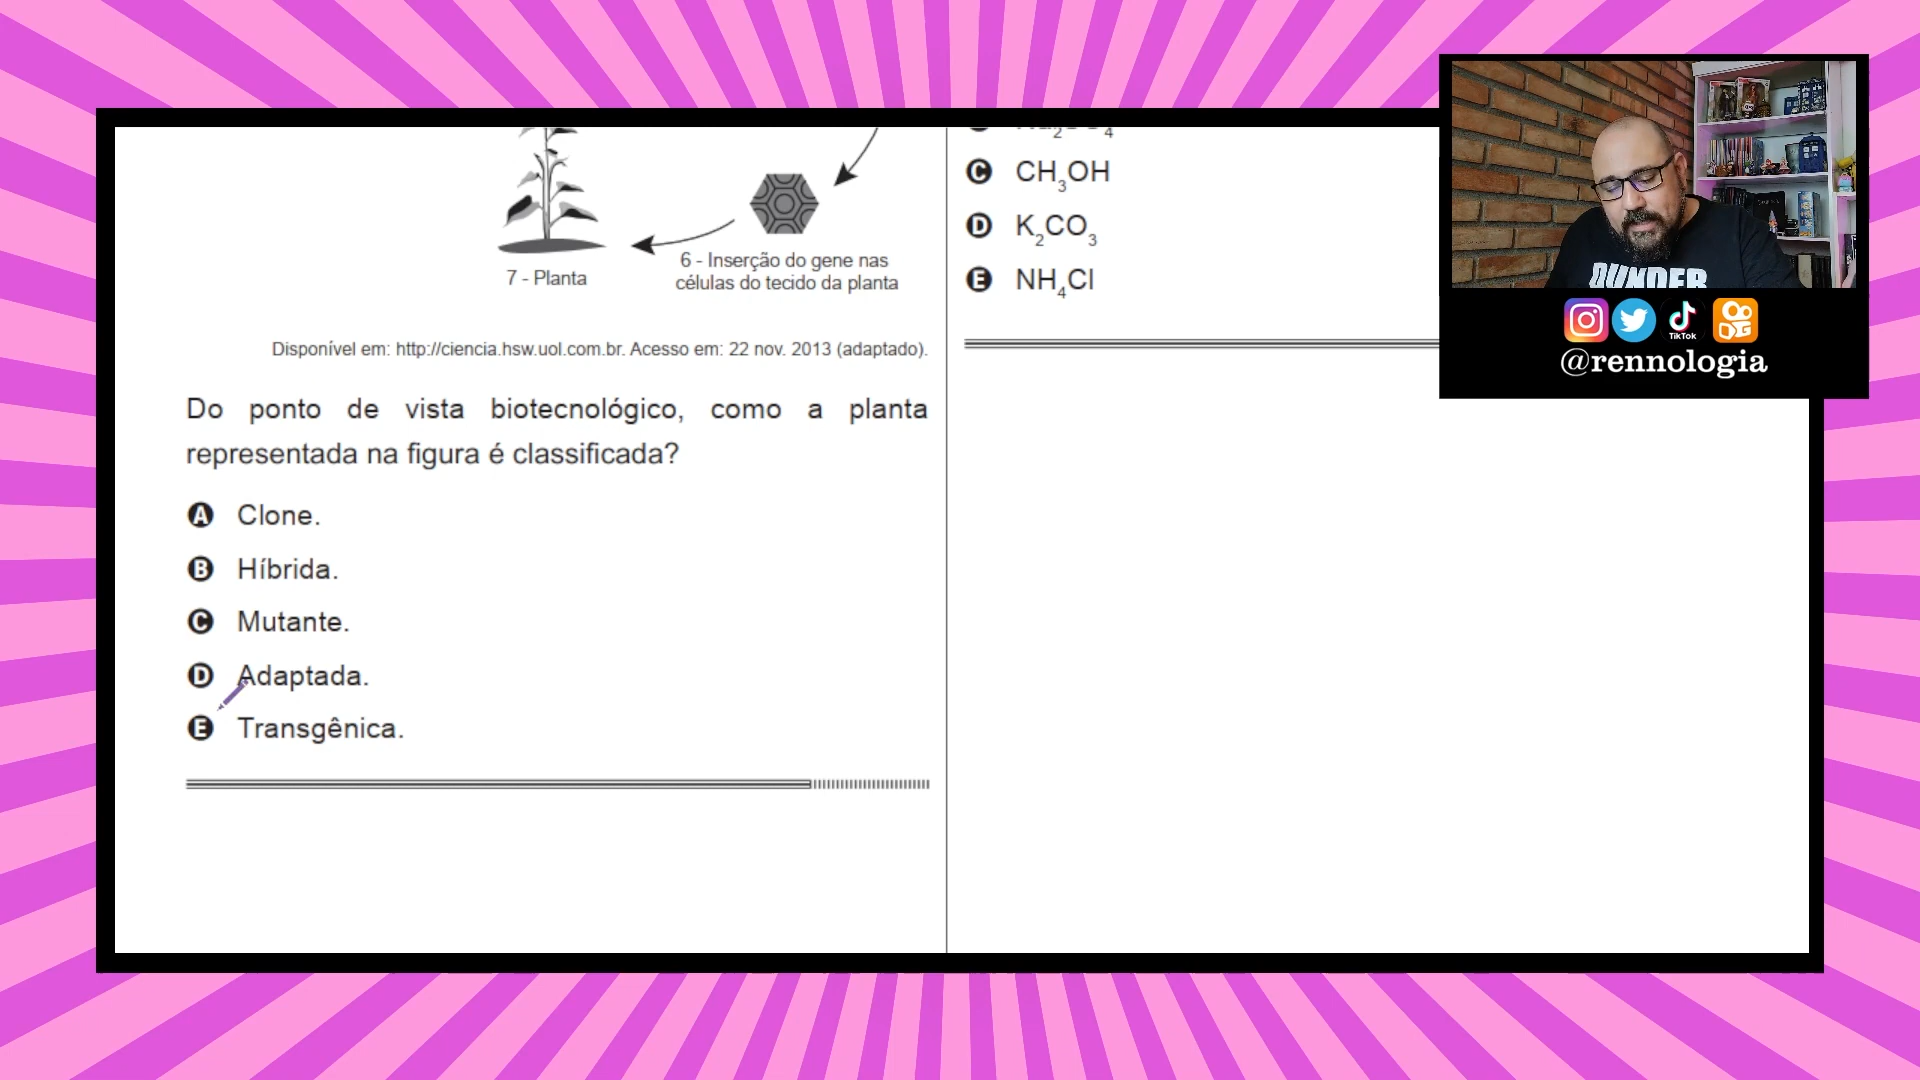 7 - Planta
6 - Inserção do gene nas
células do tecido da planta
Disponível em: http://ciencia.hsw.uol.com.br. Acesso em: 22 nov. 2013 (adaptado).
Do ponto de vista biotecnológico, como a planta
representada na figura é classificada?
A Clone.
B Híbrida.
C Mutante.
D Adaptada.
E Transgênica.
C CH₃OH
D K₂CO₃
E NH₄Cl
DUNDER
TikTok
@rennologia